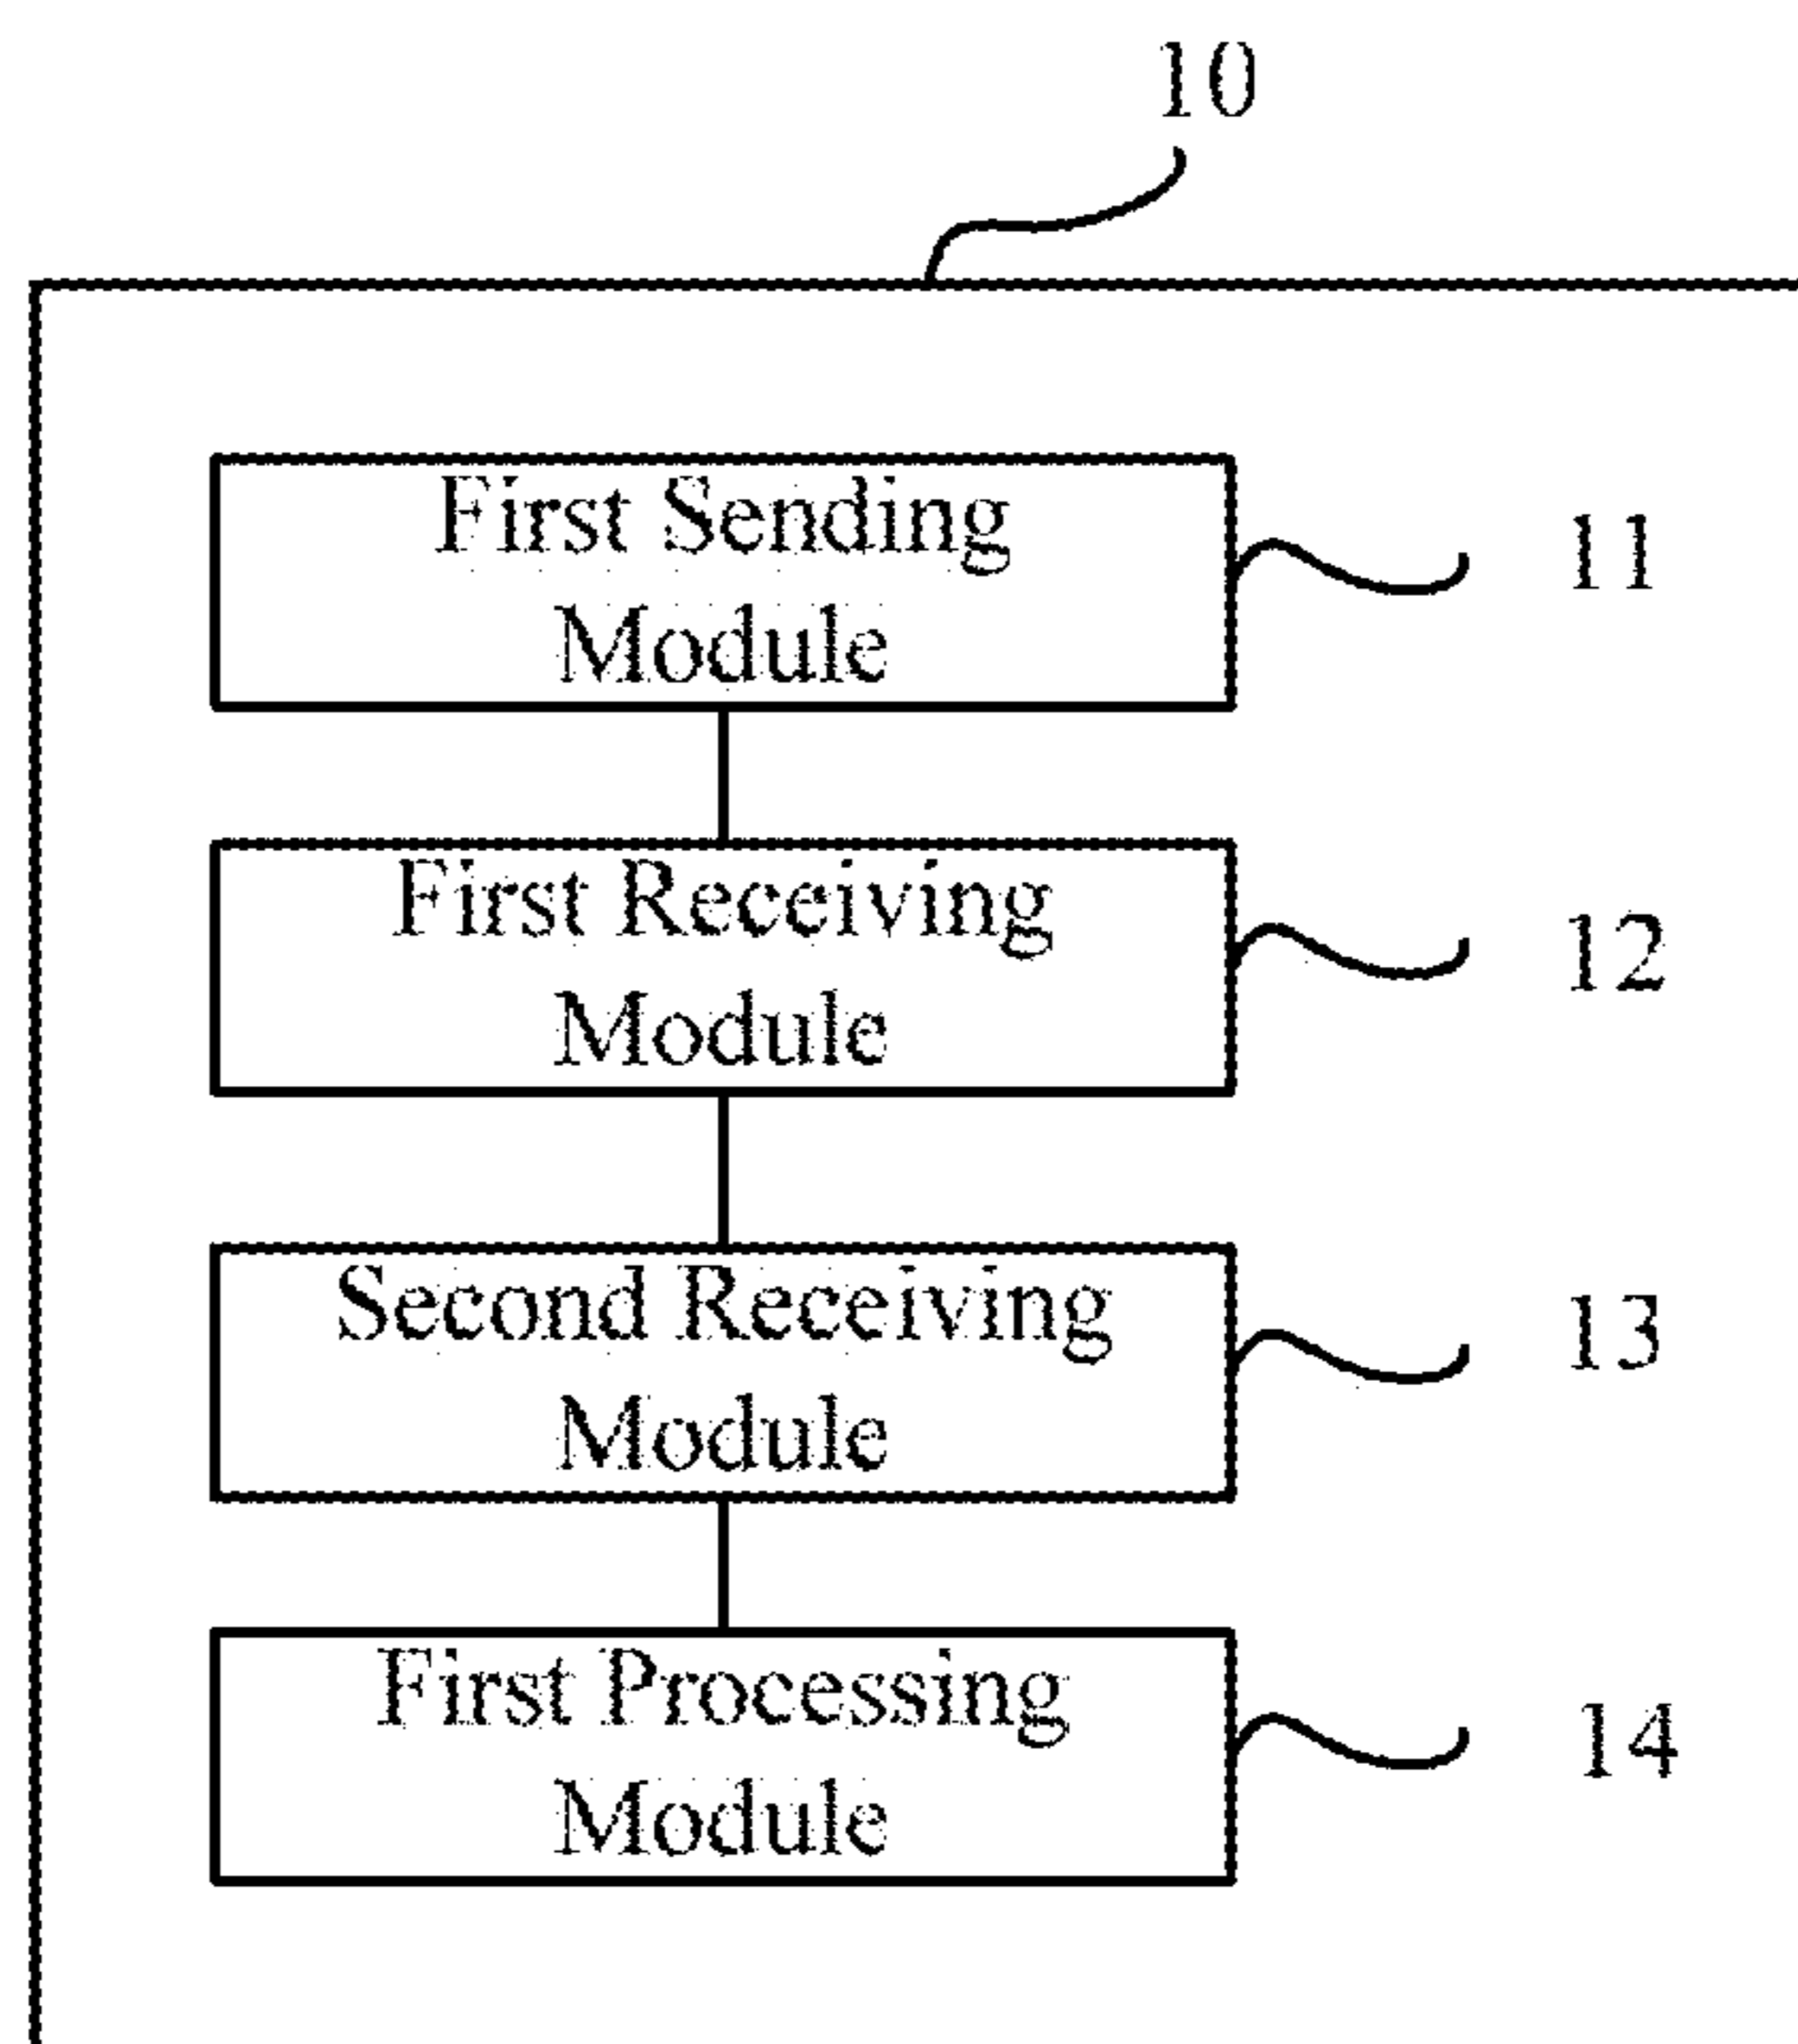 10
First Sending
Module
11
First Receiving
Module
12
Second Receiving
Module
13
First Processing
Module
14